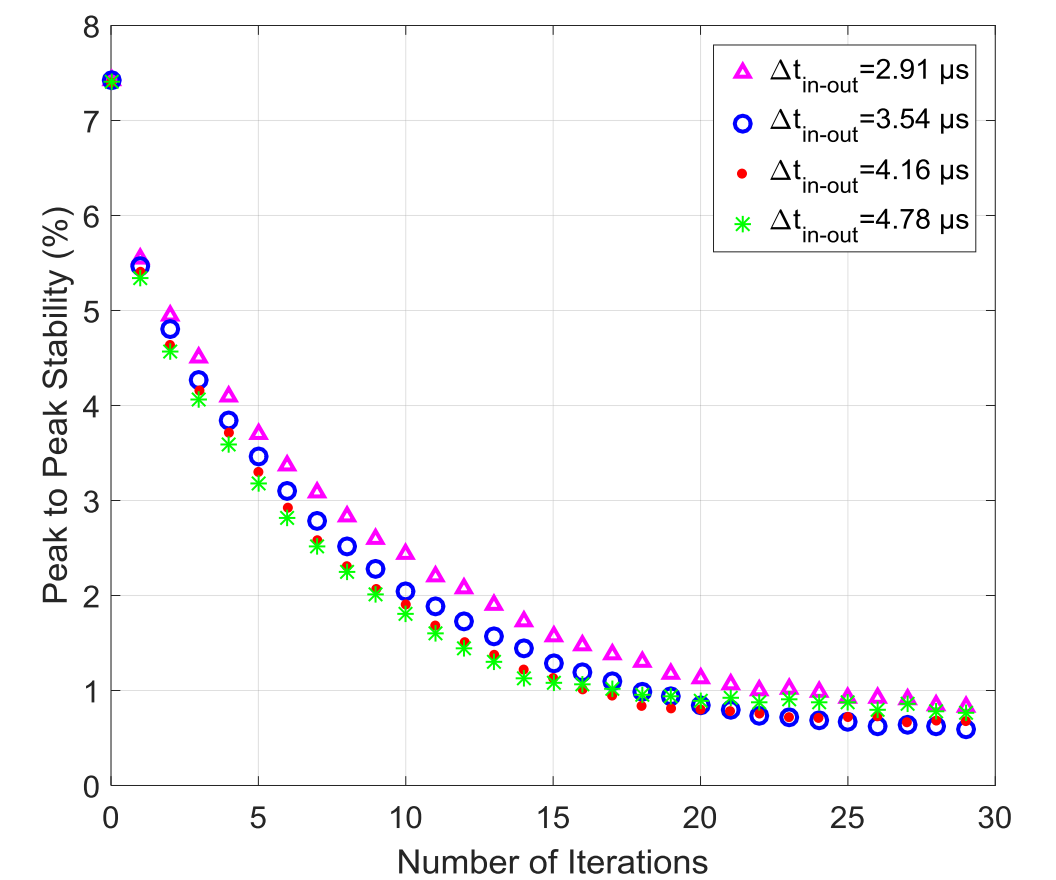 8
7
6
5
4
3
2
1
0
0 5 10 15 20 25 30
Peak to Peak Stability (%)
Number of Iterations
Δt_in-out=2.91 µs
Δt_in-out=3.54 µs
Δt_in-out=4.16 µs
Δt_in-out=4.78 µs